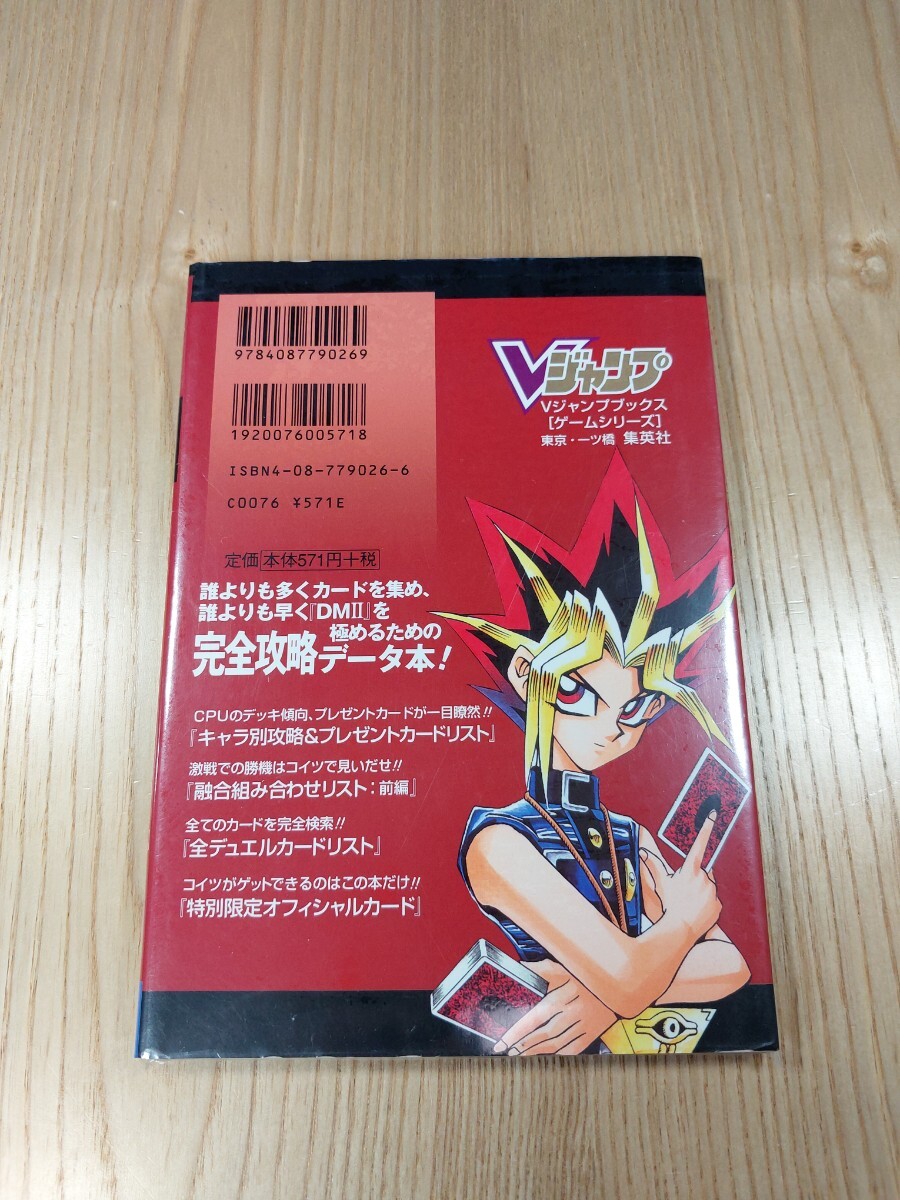 9784087790269
1920076005718
ISBN4-08-779026-6
C0076 ¥571E
定価 本体571円+税
Vジャンプ
Vジャンプブックス
[ゲームシリーズ]
東京・一ツ橋 集英社
誰よりも多くカードを集め、
誰よりも早く『DMII』を
極めるための
完全攻略データ本!
CPUのデッキ傾向、プレゼントカードが一目瞭然!!
『キャラ別攻略&プレゼントカードリスト』
激戦での勝機はコイツで見いだせ!!
『融合組み合わせリスト:前編』
全てのカードを完全検索!!
『全デュエルカードリスト』
コイツがゲットできるのはこの本だけ!!
『特別限定オフィシャルカード』